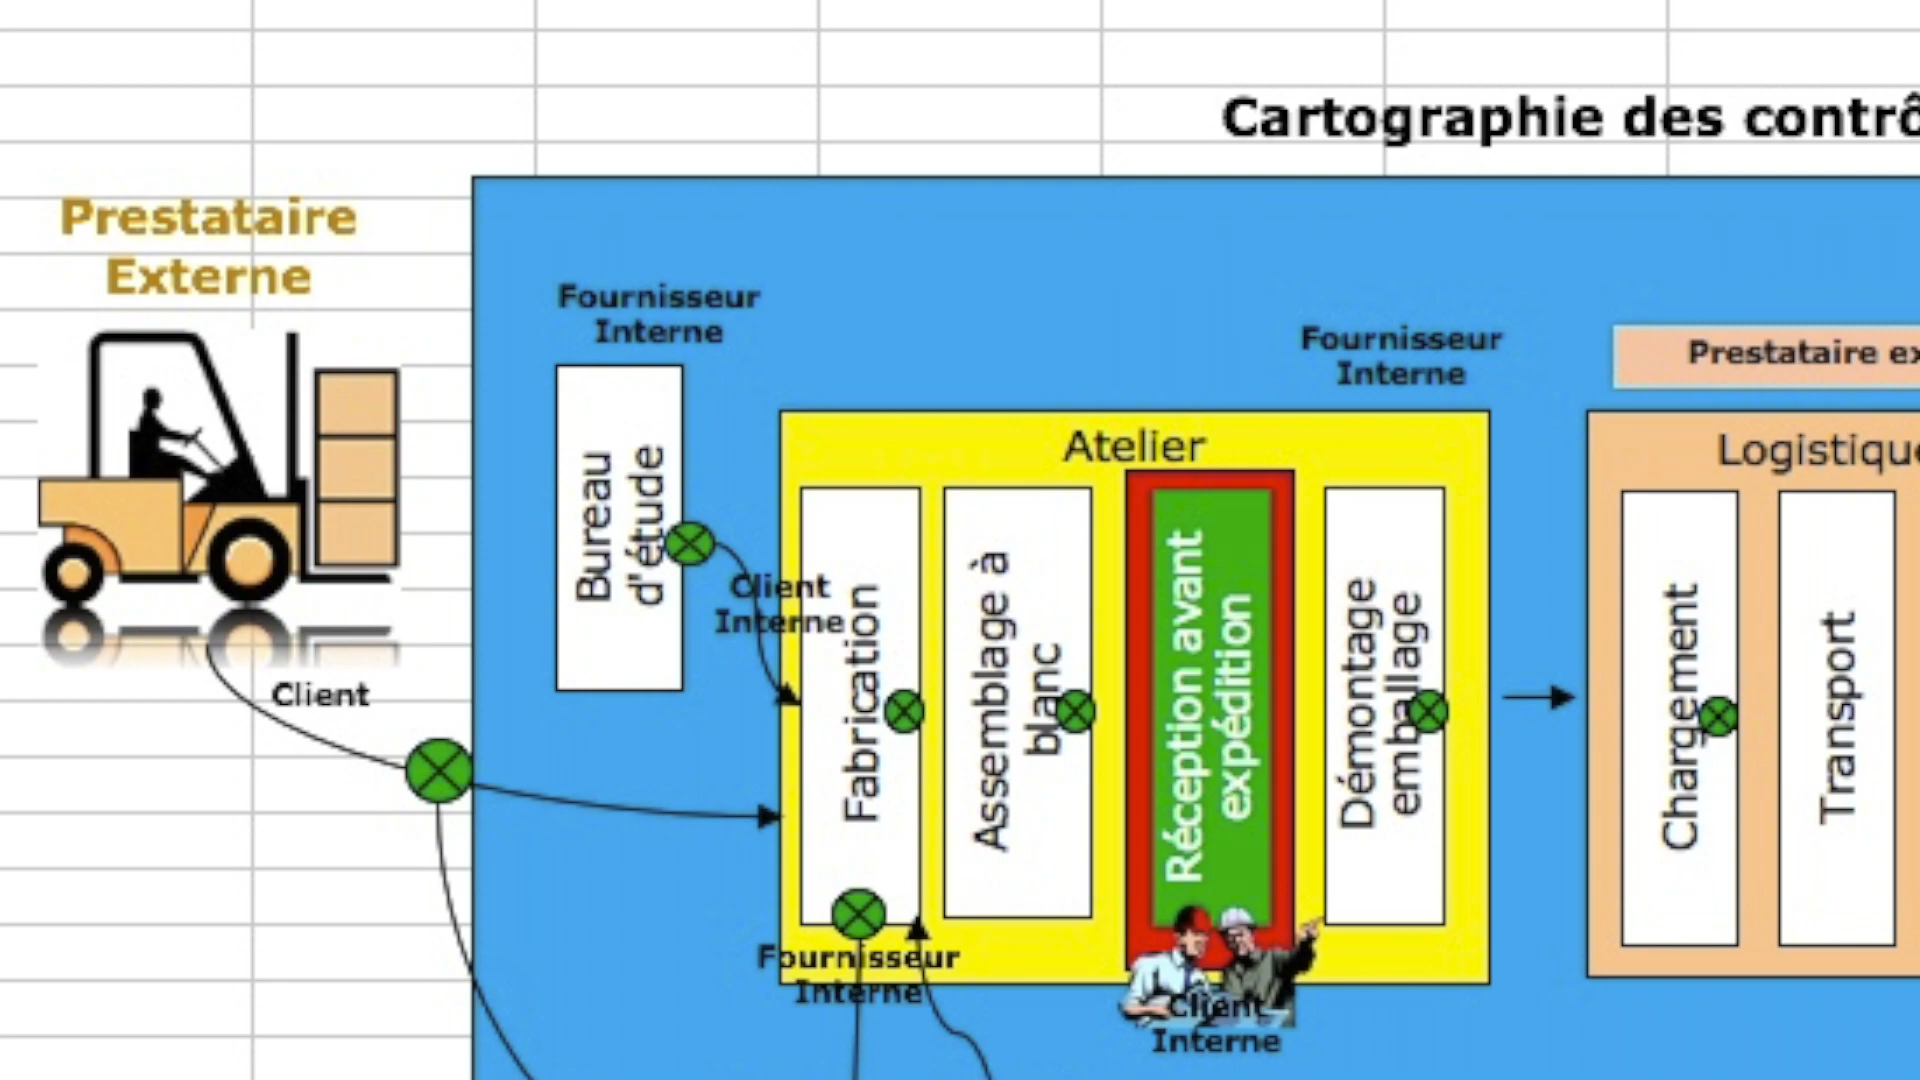 Cartographie des contrô
Prestataire
Externe
Fournisseur
Interne
Fournisseur
Interne
Prestataire ex
Atelier
Logistique
Bureau
d'étude
Client
Interne
Fabrication
Assemblage à
blanc
Réception avant
expédition
Démontage
emballage
Chargement
Transport
Client
Fournisseur
Interne
Client
Interne